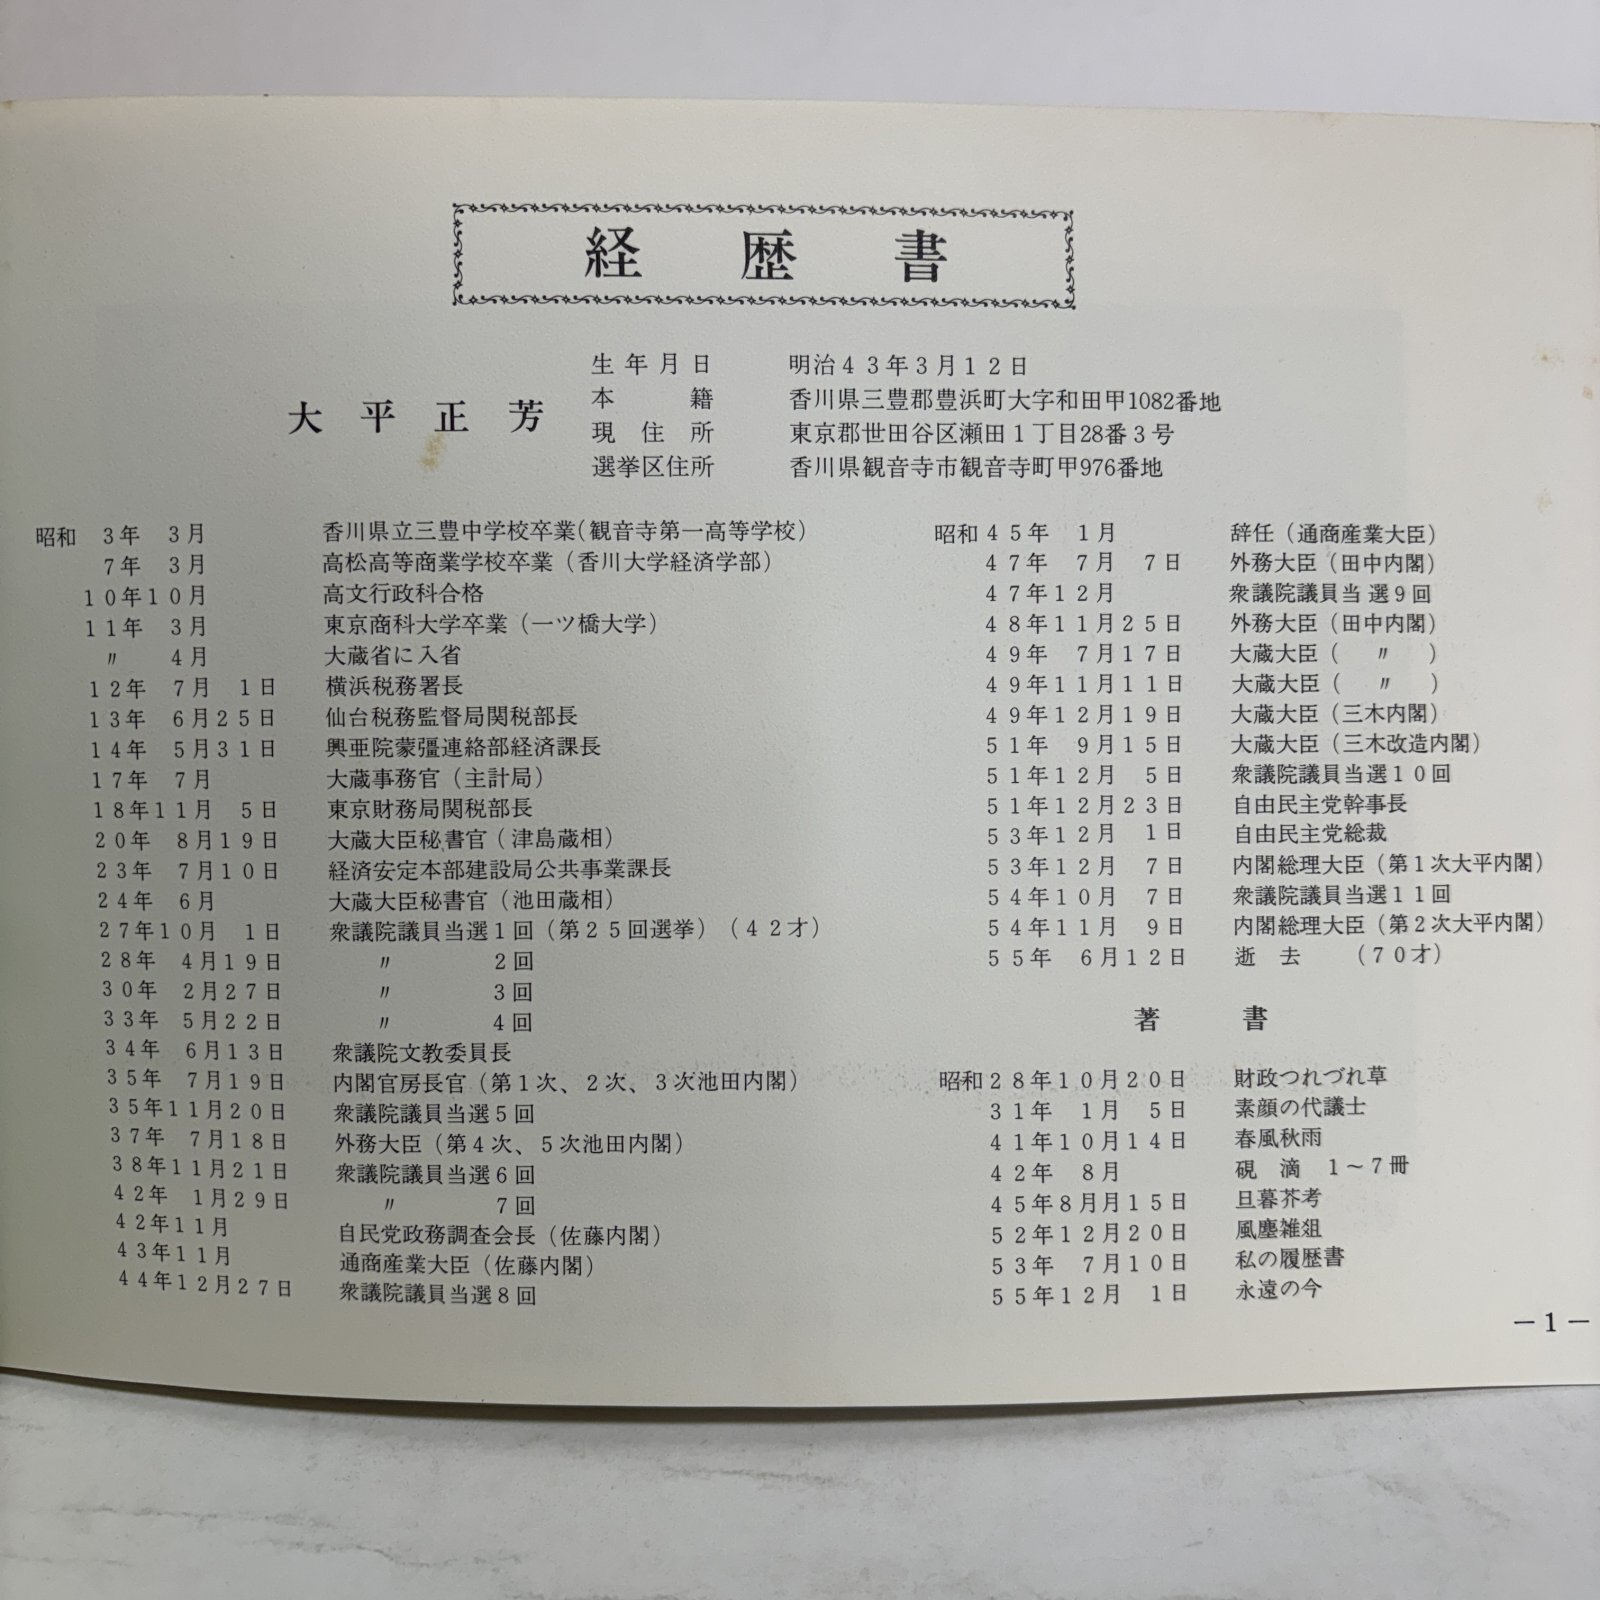 経歴書
大平正芳
生年月日 明治43年3月12日
本籍 香川県三豊郡豊浜町大字和田甲1082番地
現住所 東京郡世田谷区瀬田1丁目28番3号
選挙区住所 香川県観音寺市観音寺町甲976番地
昭和 3年 3月 香川県立三豊中学校卒業(観音寺第一高等学校)
7年 3月 高松高等商業学校卒業(香川大学経済学部)
10年10月 高文行政科合格
11年 3月 東京商科大学卒業(一ツ橋大学)
〃 4月 大蔵省に入省
12年 7月 1日 横浜税務署長
13年 6月25日 仙台税務監督局関税部長
14年 5月31日 興亜院蒙彊連絡部経済課長
17年 7月 大蔵事務官(主計局)
18年11月 5日 東京財務局関税部長
20年 8月19日 大蔵大臣秘書官(津島蔵相)
23年 7月10日 経済安定本部建設局公共事業課長
24年 6月 大蔵大臣秘書官(池田蔵相)
27年10月 1日 衆議院議員当選1回(第25回選挙)(42才)
28年 4月19日 〃 2回
30年 2月27日 〃 3回
33年 5月22日 〃 4回
34年 6月13日 衆議院文教委員長
35年 7月19日 内閣官房長官(第1次、2次、3次池田内閣)
35年11月20日 衆議院議員当選5回
37年 7月18日 外務大臣(第4次、5次池田内閣)
38年11月21日 衆議院議員当選6回
42年 1月29日 〃 7回
42年11月 自民党政務調査会長(佐藤内閣)
43年11月 通商産業大臣(佐藤内閣)
44年12月27日 衆議院議員当選8回
昭和45年 1月 辞任(通商産業大臣)
47年 7月 7日 外務大臣(田中内閣)
47年12月 衆議院議員当選9回
48年11月25日 外務大臣(田中内閣)
49年 7月17日 大蔵大臣( 〃 )
49年11月11日 大蔵大臣( 〃 )
49年12月19日 大蔵大臣(三木内閣)
51年 9月15日 大蔵大臣(三木改造内閣)
51年12月 5日 衆議院議員当選10回
51年12月23日 自由民主党幹事長
53年12月 1日 自由民主党総裁
53年12月 7日 内閣総理大臣(第1次大平内閣)
54年10月 7日 衆議院議員当選11回
54年11月 9日 内閣総理大臣(第2次大平内閣)
55年 6月12日 逝去 (70才)
著書
昭和28年10月20日 財政つれづれ草
31年 1月 5日 素顔の代議士
41年10月14日 春風秋雨
42年 8月 硯滴 1~7冊
45年8月月15日 旦暮芥考
52年12月20日 風塵雑俎
53年 7月10日 私の履歴書
55年12月 1日 永遠の今
－1－